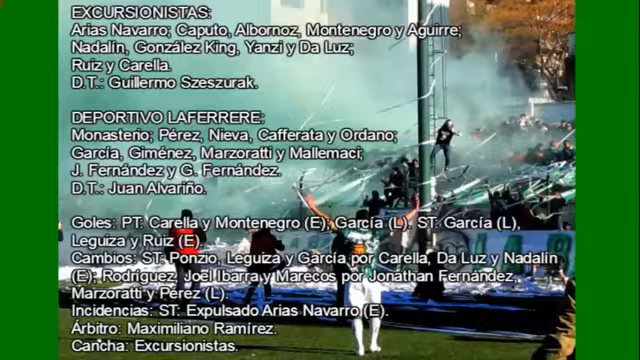 EXCURSIONISTAS:
Arias Navarro; Caputo, Albornoz, Montenegro y Aguirre;
Nadalín, González King, Yanzi y Da Luz;
Ruiz y Carella.
D.T.: Guillermo Szeszurak.
DEPORTIVO LAFERRERE:
Monasterio; Pérez, Nieva, Cafferata y Ordano;
García, Giménez, Marzoratti y Mallemaci;
J. Fernández y G. Fernández.
D.T.: Juan Alvariño.
Goles: PT: Carella y Montenegro (E); García (L). ST: García (L),
Leguiza y Ruiz (E).
Cambios: ST: Ponzio, Leguiza y García por Carella, Da Luz y Nadalín
(E); Rodríguez, Joel Ibarra y Marecos por Jonathan Fernández,
Marzoratti y Pérez (L).
Incidencias: ST: Expulsado Arias Navarro (E).
Árbitro: Maximiliano Ramírez.
Cancha: Excursionistas.